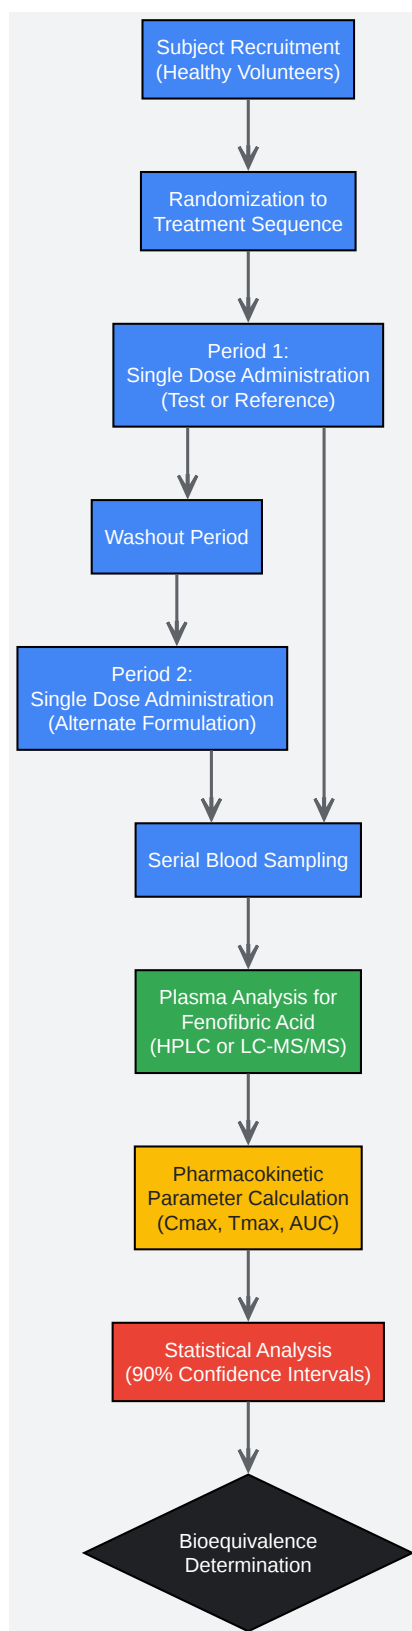 Subject Recruitment
(Healthy Volunteers)
Randomization to
Treatment Sequence
Period 1:
Single Dose Administration
(Test or Reference)
Washout Period
Period 2:
Single Dose Administration
(Alternate Formulation)
Serial Blood Sampling
Plasma Analysis for
Fenofibric Acid
(HPLC or LC-MS/MS)
Pharmacokinetic
Parameter Calculation
(Cmax, Tmax, AUC)
Statistical Analysis
(90% Confidence Intervals)
Bioequivalence
Determination